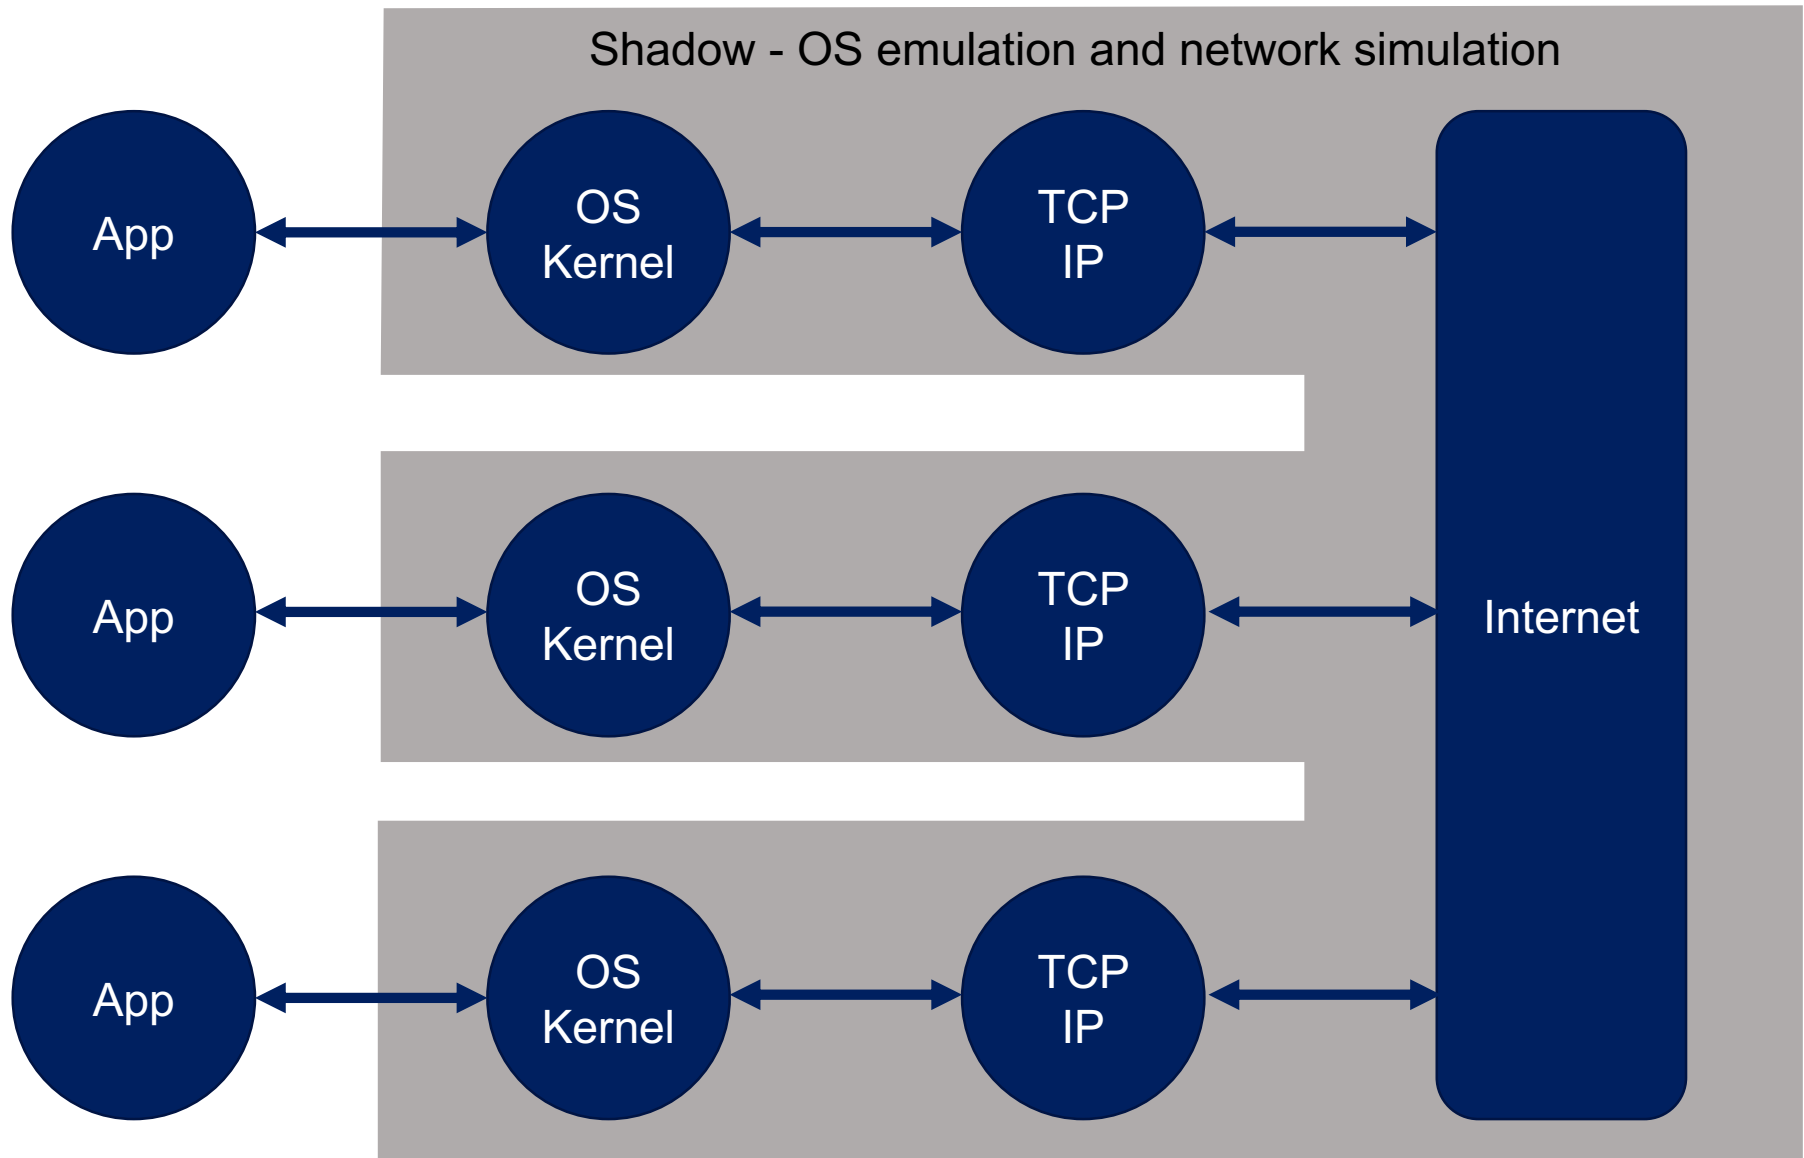 Shadow - OS emulation and network simulation
App
OS
Kernel
TCP
IP
App
OS
Kernel
TCP
IP
Internet
App
OS
Kernel
TCP
IP